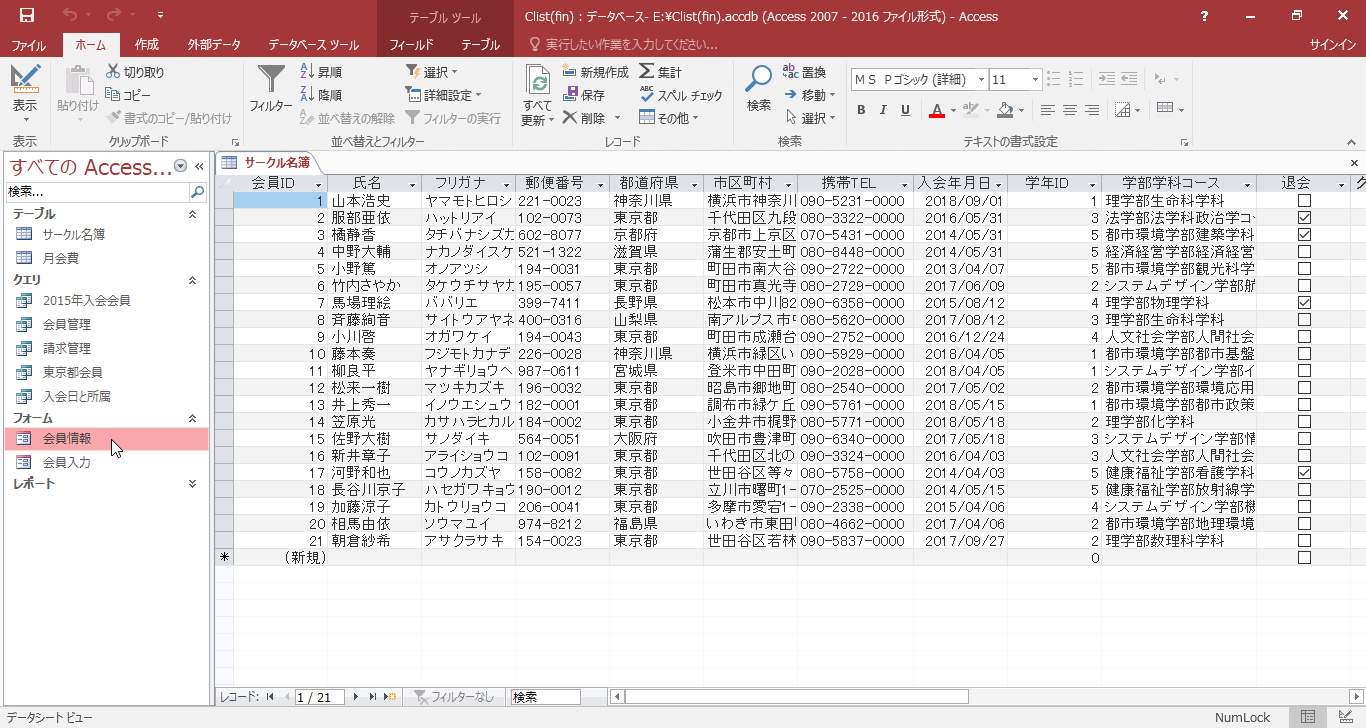 テーブル ツール
Clist(fin) : データベース- E:¥Clist(fin).accdb (Access 2007 - 2016 ファイル形式) - Access
?
ファイル ホーム 作成 外部データ データベース ツール フィールド テーブル 実行したい作業を入力してください... サインイン
表示
表示
貼り付け
切り取り
コピー
書式のコピー/貼り付け
クリップボード
フィルター
昇順
降順
並べ替えの解除
選択
詳細設定
フィルターの実行
並べ替えとフィルター
すべて
更新
新規作成
保存
削除
集計
スペル チェック
その他
レコード
検索
置換
移動
選択
検索
ＭＳ Ｐゴシック (詳細) 11
B I U A
テキストの書式設定
すべての Access...
検索...
テーブル
サークル名簿
月会費
クエリ
2015年入会会員
会員管理
請求管理
東京都会員
入会日と所属
フォーム
会員情報
会員入力
レポート
サークル名簿
会員ID 氏名 フリガナ 郵便番号 都道府県 市区町村 携帯TEL 入会年月日 学年ID 学部学科コース 退会
1 山本浩史 ヤマモトヒロシ 221-0023 神奈川県 横浜市神奈川 090-5231-0000 2018/09/01 1 理学部生命科学科
2 服部亜依 ハットリアイ 102-0073 東京都 千代田区九段 080-3322-0000 2016/05/31 3 法学部法学科政治学コ
3 橘静香 タチバナシズカ 602-8077 京都府 京都市上京区 070-5431-0000 2014/05/31 5 都市環境学部建築学科
4 中野大輔 ナカノダイスケ 521-1322 滋賀県 蒲生郡安土町 080-8448-0000 2014/05/31 5 経済経営学部経済経営
5 小野篤 オノアツシ 194-0031 東京都 町田市南大谷 090-2722-0000 2013/04/07 5 都市環境学部観光科学
6 竹内さやか タケウチサヤカ 195-0057 東京都 町田市真光寺 080-2729-0000 2017/06/09 2 システムデザイン学部航
7 馬場理絵 ババリエ 399-7411 長野県 松本市中川82 090-6358-0000 2015/08/12 4 理学部物理学科
8 斉藤絢音 サイトウアヤネ 400-0316 山梨県 南アルプス市 080-5620-0000 2017/08/12 3 理学部生命科学科
9 小川啓 オガワケイ 194-0043 東京都 町田市成瀬台 090-2752-0000 2016/12/24 4 人文社会学部人間社会
10 藤本奏 フジモトカナデ 226-0028 神奈川県 横浜市緑区い 090-5929-0000 2018/04/05 1 都市環境学部都市基盤
11 柳良平 ヤナギリョウヘ 987-0611 宮城県 登米市中田町 090-2028-0000 2018/04/05 1 システムデザイン学部イ
12 松来一樹 マツキカズキ 196-0032 東京都 昭島市郷地町 080-2540-0000 2017/05/02 2 都市環境学部環境応用
13 井上秀一 イノウエシュウ 182-0001 東京都 調布市緑ケ丘 090-5761-0000 2018/05/15 1 都市環境学部都市政策
14 笠原光 カサハラヒカル 184-0002 東京都 小金井市梶野 080-5771-0000 2018/05/18 2 理学部化学科
15 佐野大樹 サノダイキ 564-0051 大阪府 吹田市豊津町 090-6340-0000 2017/05/18 3 システムデザイン学部情
16 新井章子 アライショウコ 102-0091 東京都 千代田区北の 090-3324-0000 2016/04/03 3 人文社会学部人間社会
17 河野和也 コウノカズヤ 158-0082 東京都 世田谷区等々 080-5758-0000 2014/04/03 5 健康福祉学部看護学科
18 長谷川京子 ハセガワキョウ 190-0012 東京都 立川市曙町1- 070-2525-0000 2014/05/15 5 健康福祉学部放射線学
19 加藤涼子 カトウリョウコ 206-0041 東京都 多摩市愛宕1- 090-2338-0000 2015/04/06 4 システムデザイン学部機
20 相馬由依 ソウマユイ 974-8212 福島県 いわき市東田 080-4662-0000 2017/04/06 2 都市環境学部地理環境
21 朝倉紗希 アサクラサキ 154-0023 東京都 世田谷区若林 090-5837-0000 2017/09/27 2 理学部数理科学科
* (新規) 0
レコード: 1 / 21 フィルターなし 検索
データシート ビュー NumLock